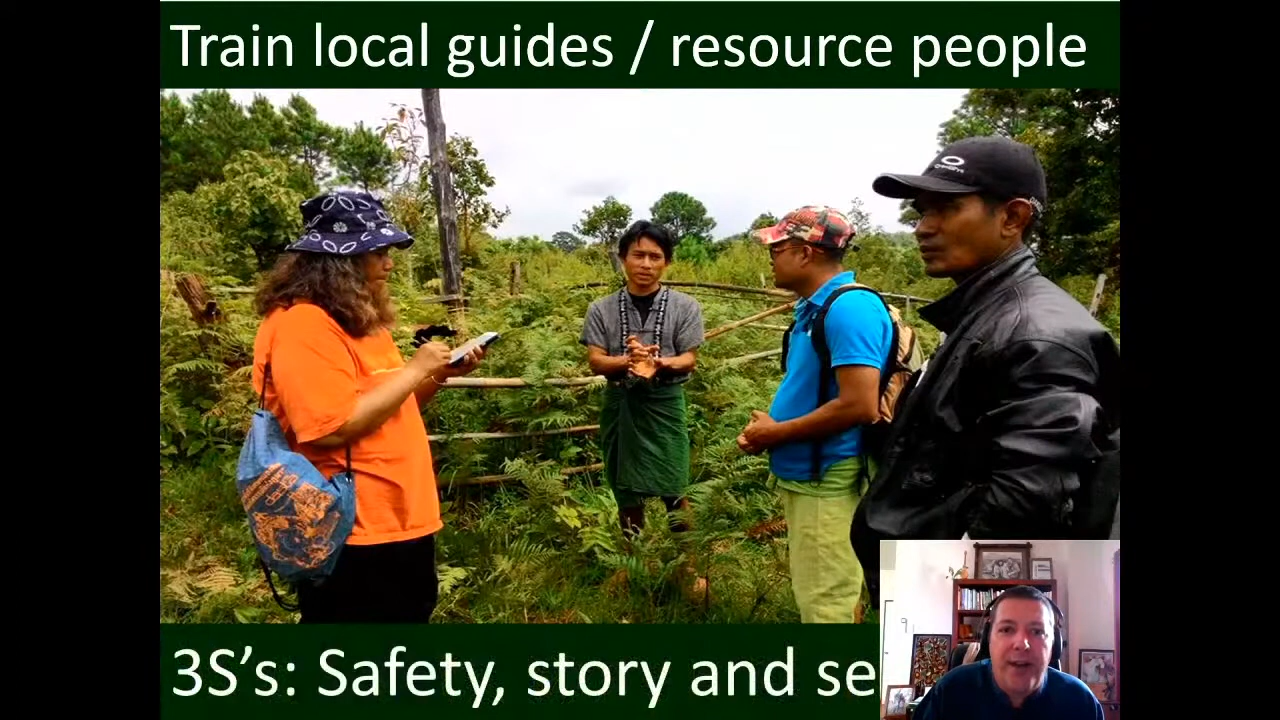 Train local guides / resource people
3S's: Safety, story and se